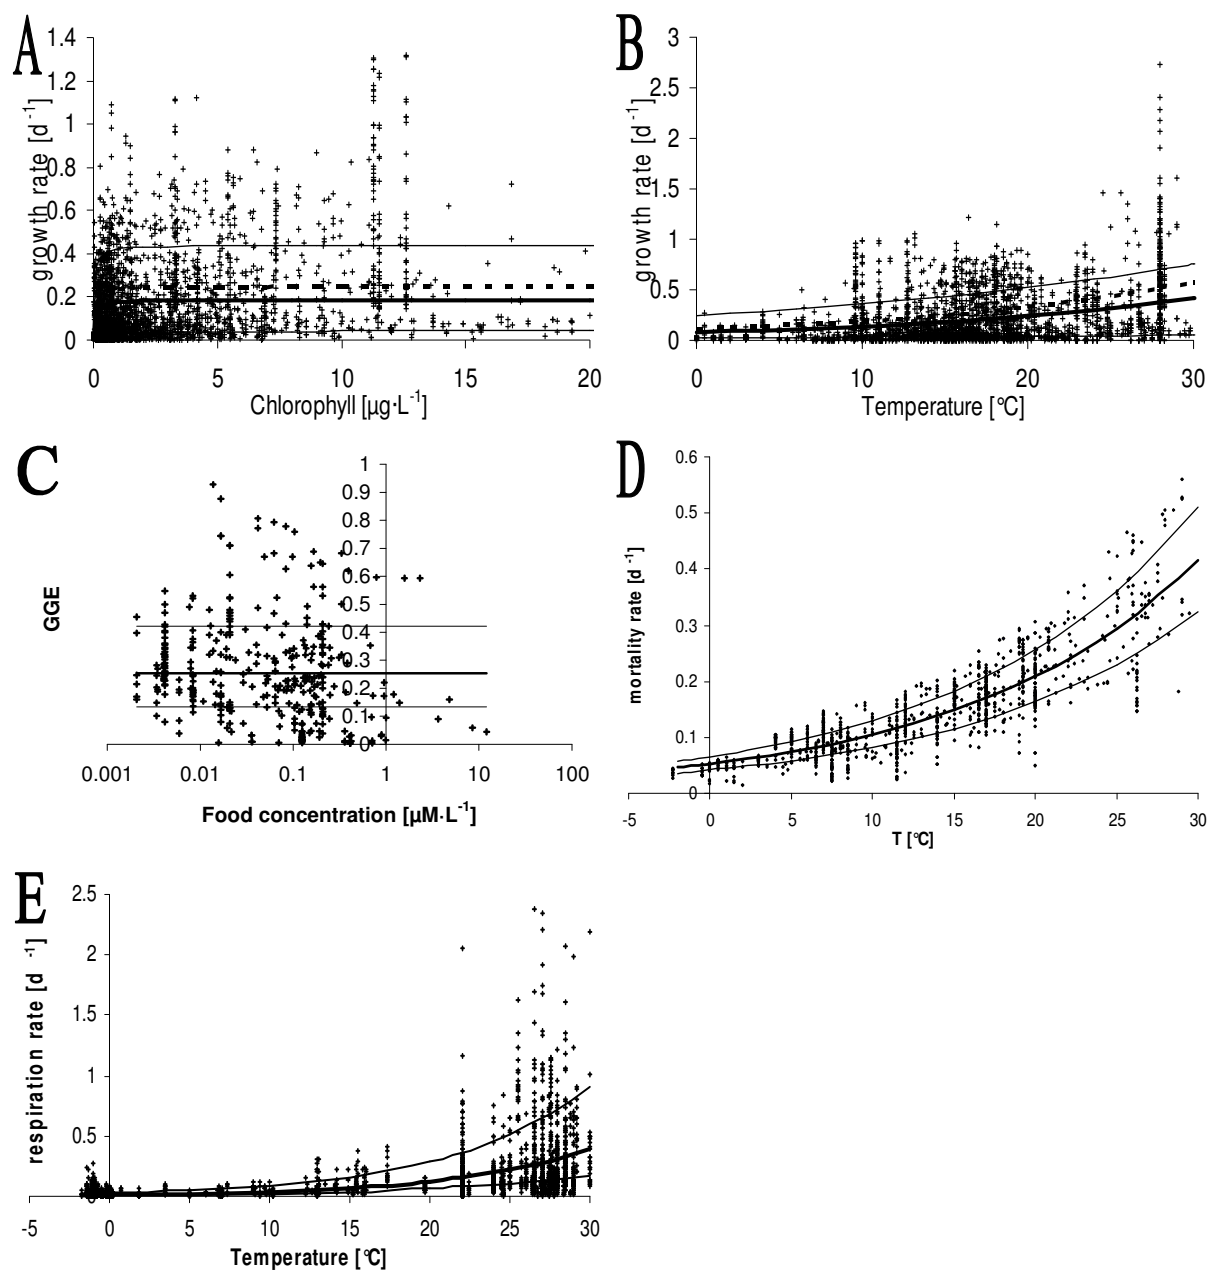 A
growth rate [d⁻¹]
1.4
1.2
1
0.8
0.6
0.4
0.2
0
0 5 10 15 20
Chlorophyll [µg·L⁻¹]
B
growth rate [d⁻¹]
3
2.5
2
1.5
1
0.5
0
0 10 20 30
Temperature [°C]
C
GGE
1
0.9
0.8
0.7
0.6
0.5
0.4
0.3
0.2
0.1
0
0.001 0.01 0.1 1 10 100
Food concentration [µM·L⁻¹]
D
mortality rate [d⁻¹]
0.6
0.5
0.4
0.3
0.2
0.1
0
-5 0 5 10 15 20 25 30
T [°C]
E
respiration rate [d ⁻¹]
2.5
2
1.5
1
0.5
0
-5 0 5 10 15 20 25 30
Temperature [°C]